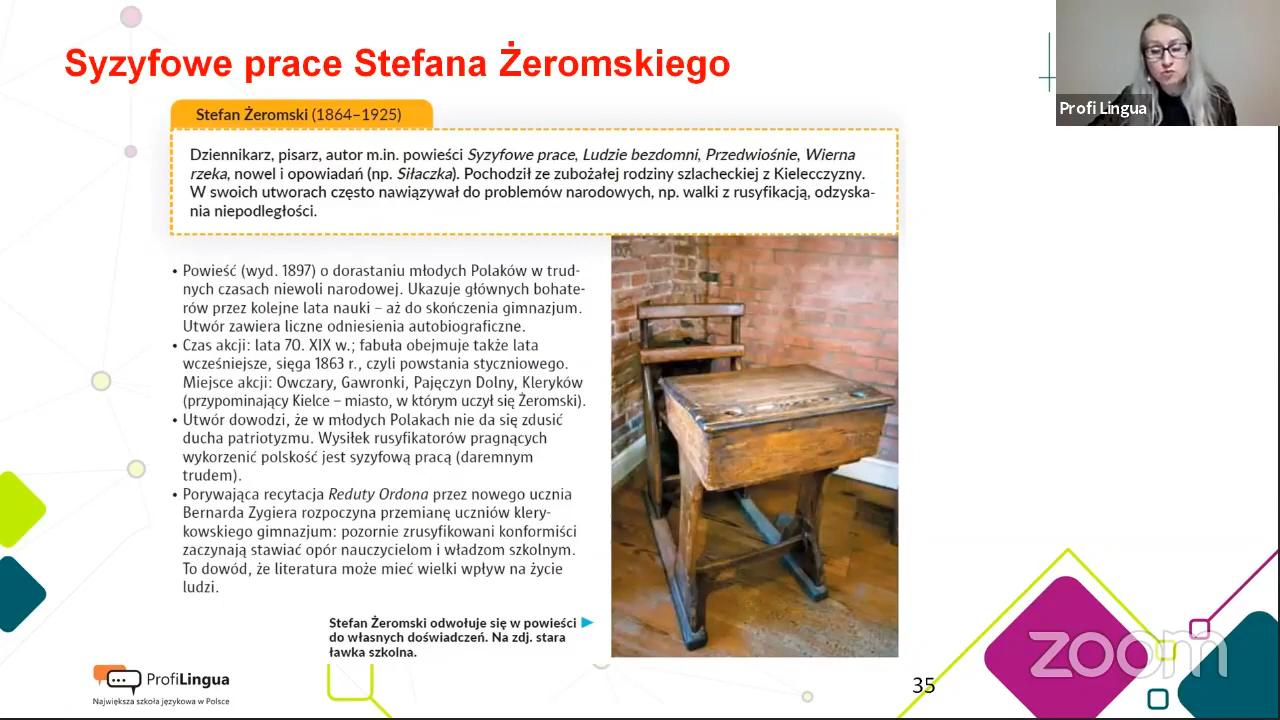 Syzyfowe prace Stefana Żeromskiego
Profi Lingua
Stefan Żeromski (1864–1925)
Dziennikarz, pisarz, autor m.in. powieści Syzyfowe prace, Ludzie bezdomni, Przedwiośnie, Wierna
rzeka, nowel i opowiadań (np. Siłaczka). Pochodził ze zubożałej rodziny szlacheckiej z Kielecczyzny.
W swoich utworach często nawiązywał do problemów narodowych, np. walki z rusyfikacją, odzyska-
nia niepodległości.
• Powieść (wyd. 1897) o dorastaniu młodych Polaków w trud-
nych czasach niewoli narodowej. Ukazuje głównych bohate-
rów przez kolejne lata nauki – aż do skończenia gimnazjum.
Utwór zawiera liczne odniesienia autobiograficzne.
• Czas akcji: lata 70. XIX w.; fabuła obejmuje także lata
wcześniejsze, sięga 1863 r., czyli powstania styczniowego.
Miejsce akcji: Owczary, Gawronki, Pajęczyn Dolny, Kleryków
(przypominający Kielce – miasto, w którym uczył się Żeromski).
• Utwór dowodzi, że w młodych Polakach nie da się zdusić
ducha patriotyzmu. Wysiłek rusyfikatorów pragnących
wykorzenić polskość jest syzyfową pracą (daremnym
trudem).
• Porywająca recytacja Reduty Ordona przez nowego ucznia
Bernarda Zygiera rozpoczyna przemianę uczniów klery-
kowskiego gimnazjum: pozornie zrusyfikowani konformiści
zaczynają stawiać opór nauczycielom i władzom szkolnym.
To dowód, że literatura może mieć wielki wpływ na życie
ludzi.
Stefan Żeromski odwołuje się w powieści
do własnych doświadczeń. Na zdj. stara
ławka szkolna.
ProfiLingua
Największa szkoła językowa w Polsce
35
zoom